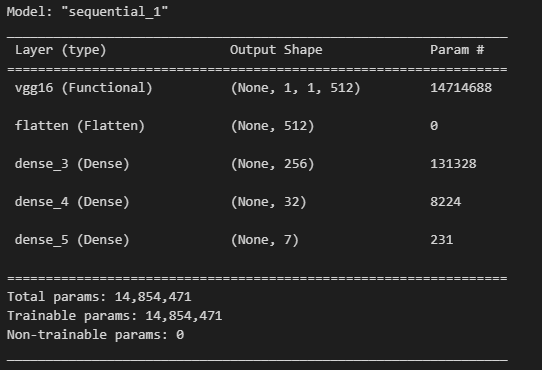 Model: "sequential_1"
_________________________________________________________________
Layer (type) Output Shape Param #
=================================================================
vgg16 (Functional) (None, 1, 1, 512) 14714688
flatten (Flatten) (None, 512) 0
dense_3 (Dense) (None, 256) 131328
dense_4 (Dense) (None, 32) 8224
dense_5 (Dense) (None, 7) 231
=================================================================
Total params: 14,854,471
Trainable params: 14,854,471
Non-trainable params: 0
_________________________________________________________________